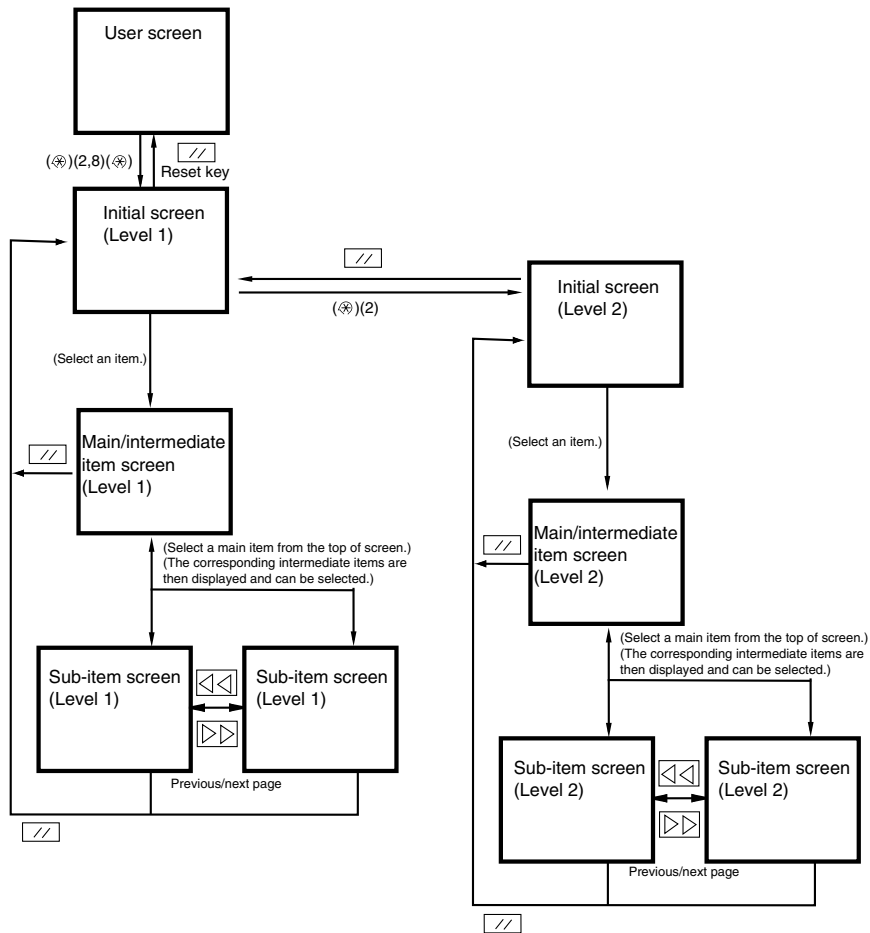 User screen
(✻)(2,8)(✻)
//
Reset key
Initial screen
(Level 1)
//
(✻)(2)
Initial screen
(Level 2)
(Select an item.)
Main/intermediate
item screen
(Level 1)
//
(Select an item.)
Main/intermediate
item screen
(Level 2)
//
(Select a main item from the top of screen.)
(The corresponding intermediate items are
then displayed and can be selected.)
Sub-item screen
(Level 1)
Sub-item screen
(Level 1)
Previous/next page
//
(Select a main item from the top of screen.)
(The corresponding intermediate items are
then displayed and can be selected.)
Sub-item screen
(Level 2)
Sub-item screen
(Level 2)
Previous/next page
//